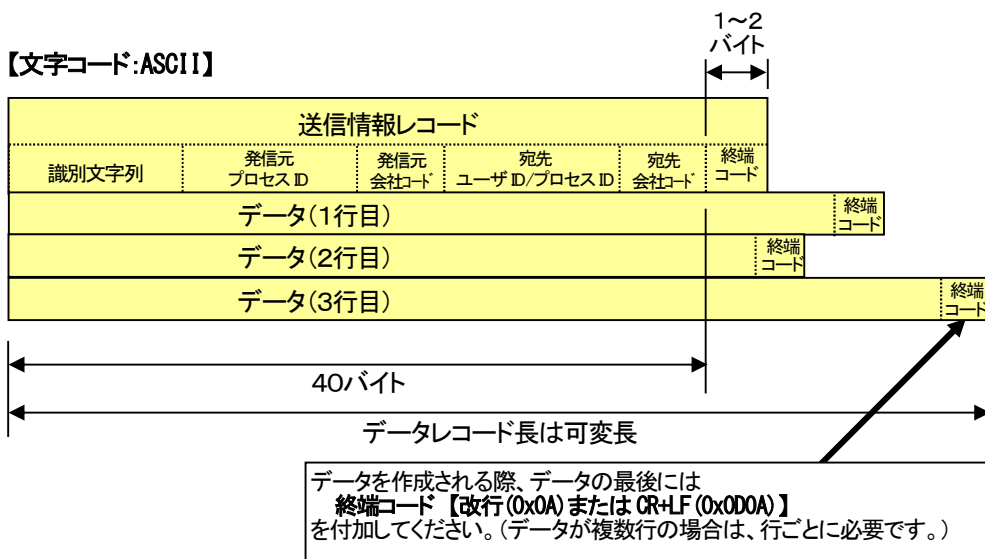 1～2
バイト
【文字コード:ASCII】
送信情報レコード
識別文字列
発信元
プロセスID
発信元
会社コード
宛先
ユーザID/プロセスID
宛先
会社コード
終端
コード
データ(1行目)
終端
コード
データ(2行目)
終端
コード
データ(3行目)
終端
コード
40バイト
データレコード長は可変長
データを作成される際、データの最後には
終端コード 【改行(0x0A)または CR+LF(0x0D0A)】
を付加してください。(データが複数行の場合は、行ごとに必要です。)